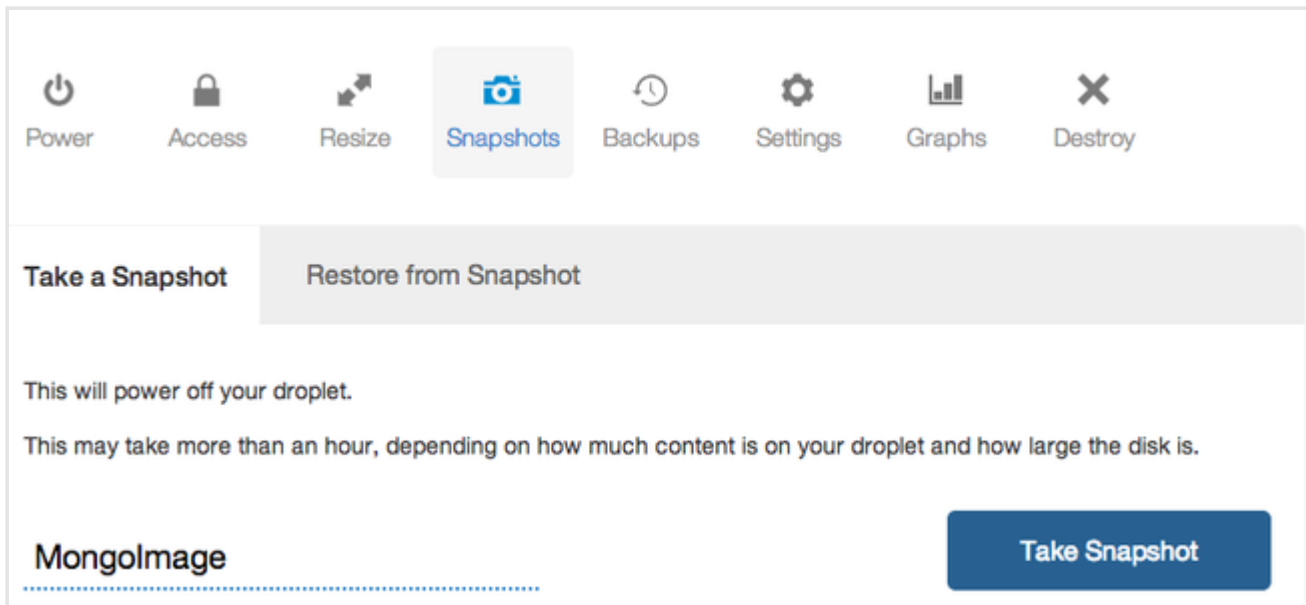 Power Access Resize Snapshots Backups Settings Graphs Destroy
Take a Snapshot Restore from Snapshot
This will power off your droplet.
This may take more than an hour, depending on how much content is on your droplet and how large the disk is.
MongoImage Take Snapshot